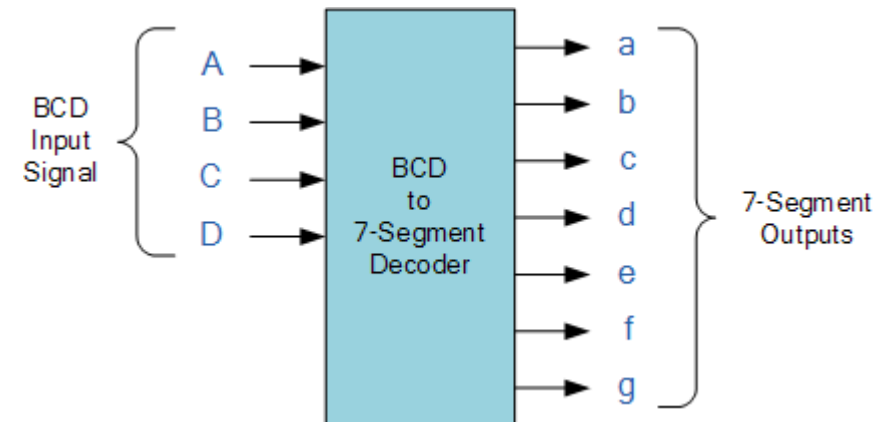 BCD
Input
Signal
A
B
C
D
BCD
to
7-Segment
Decoder
a
b
c
d
e
f
g
7-Segment
Outputs